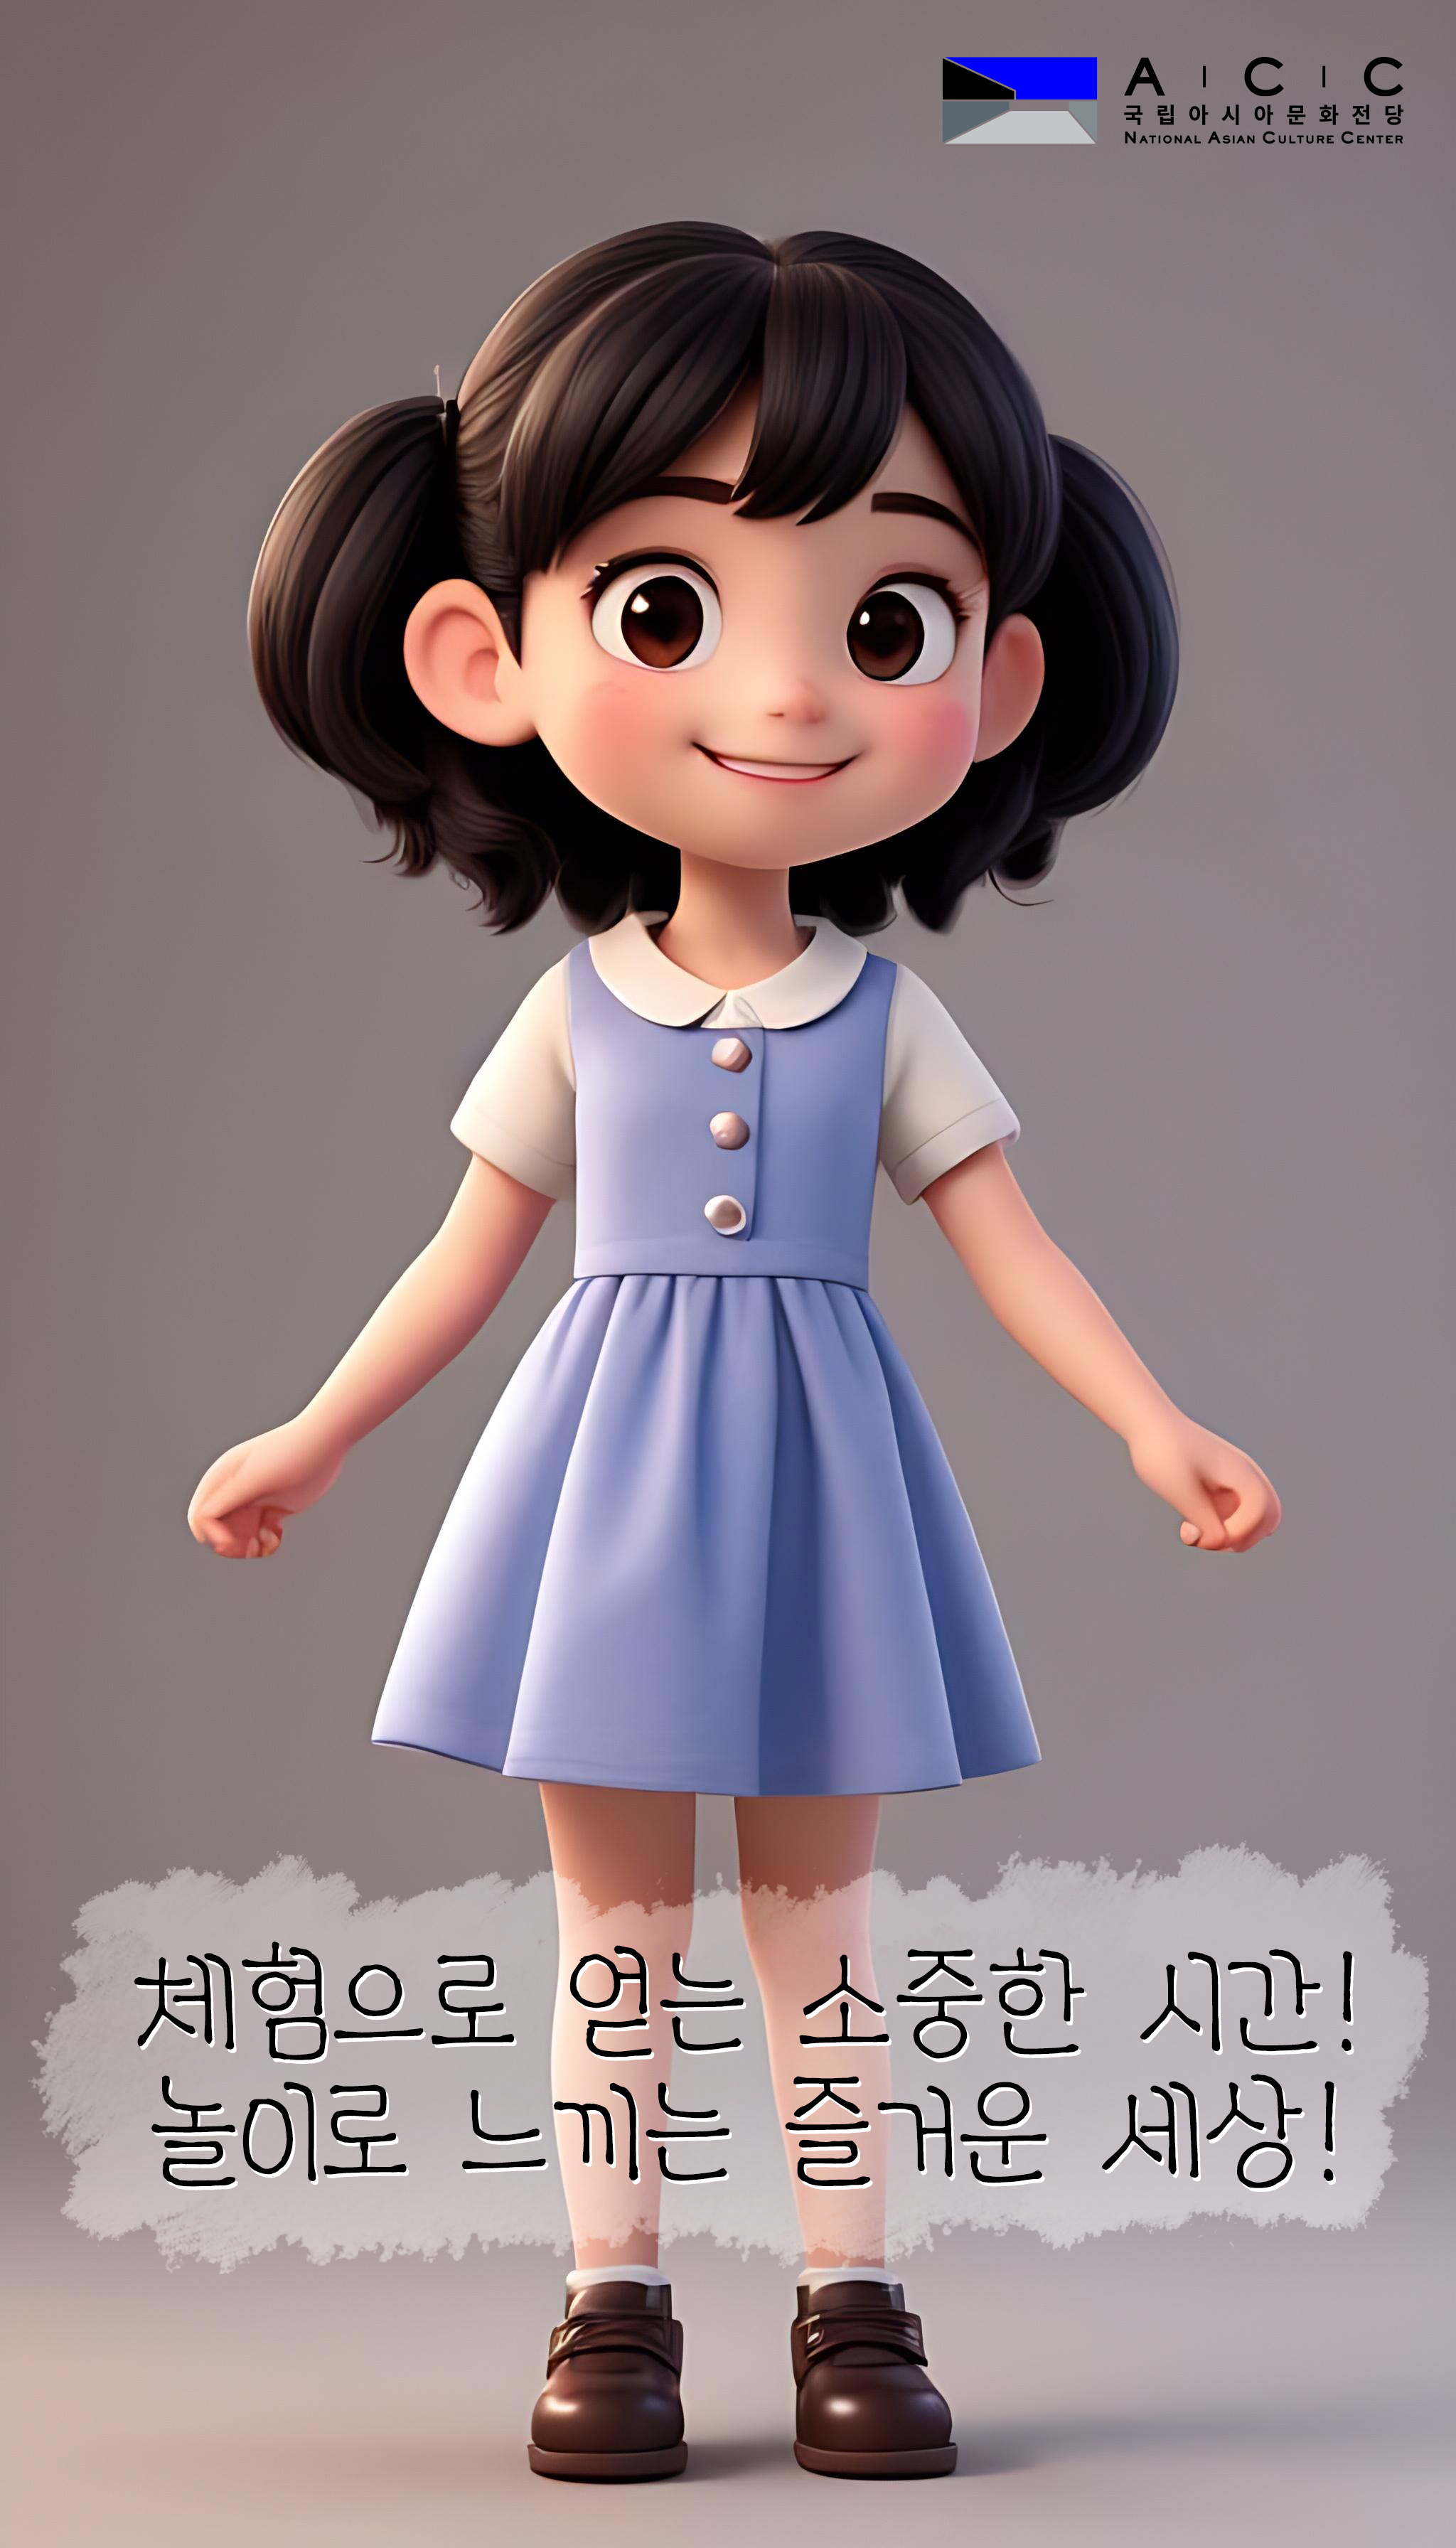 A | C | C
국립아시아문화전당
NATIONAL ASIAN CULTURE CENTER
체험으로 얻는 소중한 시간!
놀이로 느끼는 즐거운 세상!